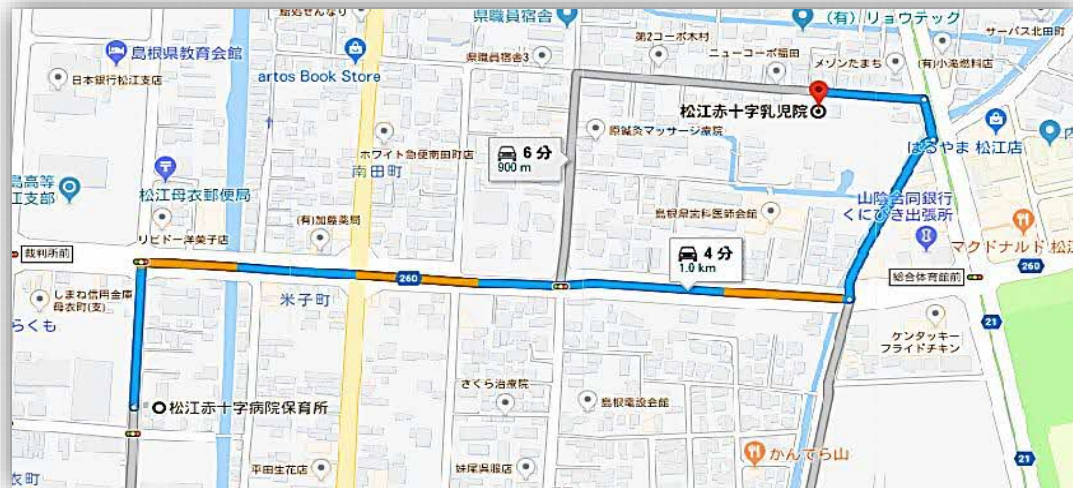 県職員宿舎
(有)リョウテック
サーパス北田町
島根県教育会館
第2コーポ木村
県職員宿舎3
ニューコーポ福田
メゾンたまち
(有)小滝燃料店
日本銀行松江支店
artos Book Store
松江赤十字乳児院
原鍼灸マッサージ療院
はるやま 松江店
6 分
900 m
ホワイト急便南田町店
南田町
松江母衣郵便局
島高等
江支部
山陰合同銀行
くにびき出張所
島根県歯科医師会館
(有)加藤薬局
リビドー洋菓子店
マクドナルド 松江
裁判所前
4 分
1.0 km
260
260
総合体育館前
しまね信用金庫
母衣町(支)
米子町
らくも
21
ケンタッキー
フライドチキン
さくら治療院
松江赤十字病院保育所
島根電設会館
かんてら山
平田生花店
妹尾呉服店
21
衣町